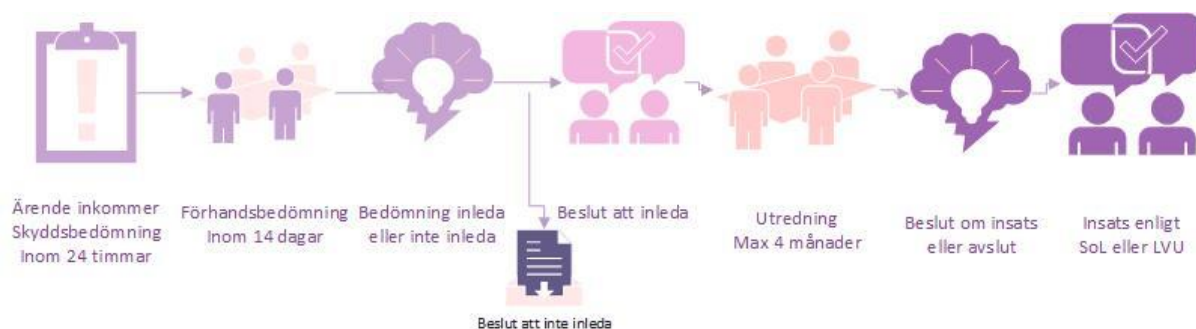 Ärende inkommer
Skyddsbedömning
Inom 24 timmar
Förhandsbedömning
Inom 14 dagar
Bedömning inleda
eller inte inleda
Beslut att inleda
Utredning
Max 4 månader
Beslut om insats
eller avslut
Insats enligt
SoL eller LVU
Beslut att inte inleda